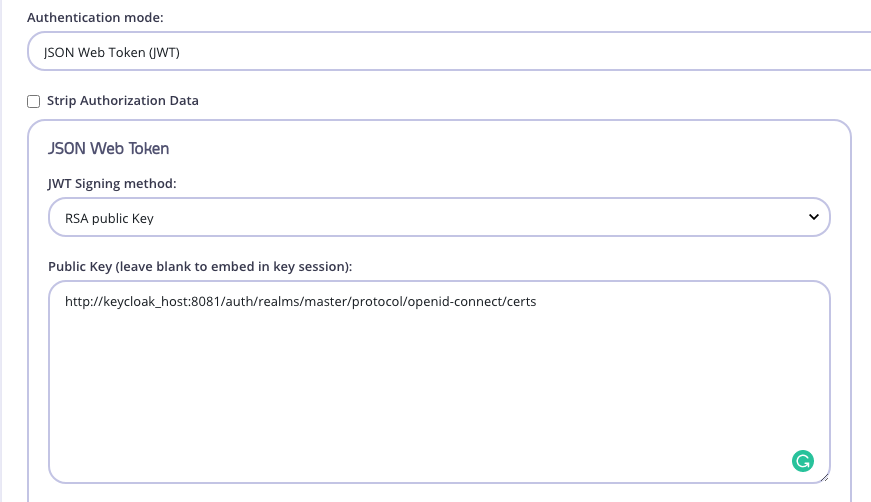 Authentication mode:
JSON Web Token (JWT)
Strip Authorization Data
JSON Web Token
JWT Signing method:
RSA public Key
Public Key (leave blank to embed in key session):
http://keycloak_host:8081/auth/realms/master/protocol/openid-connect/certs